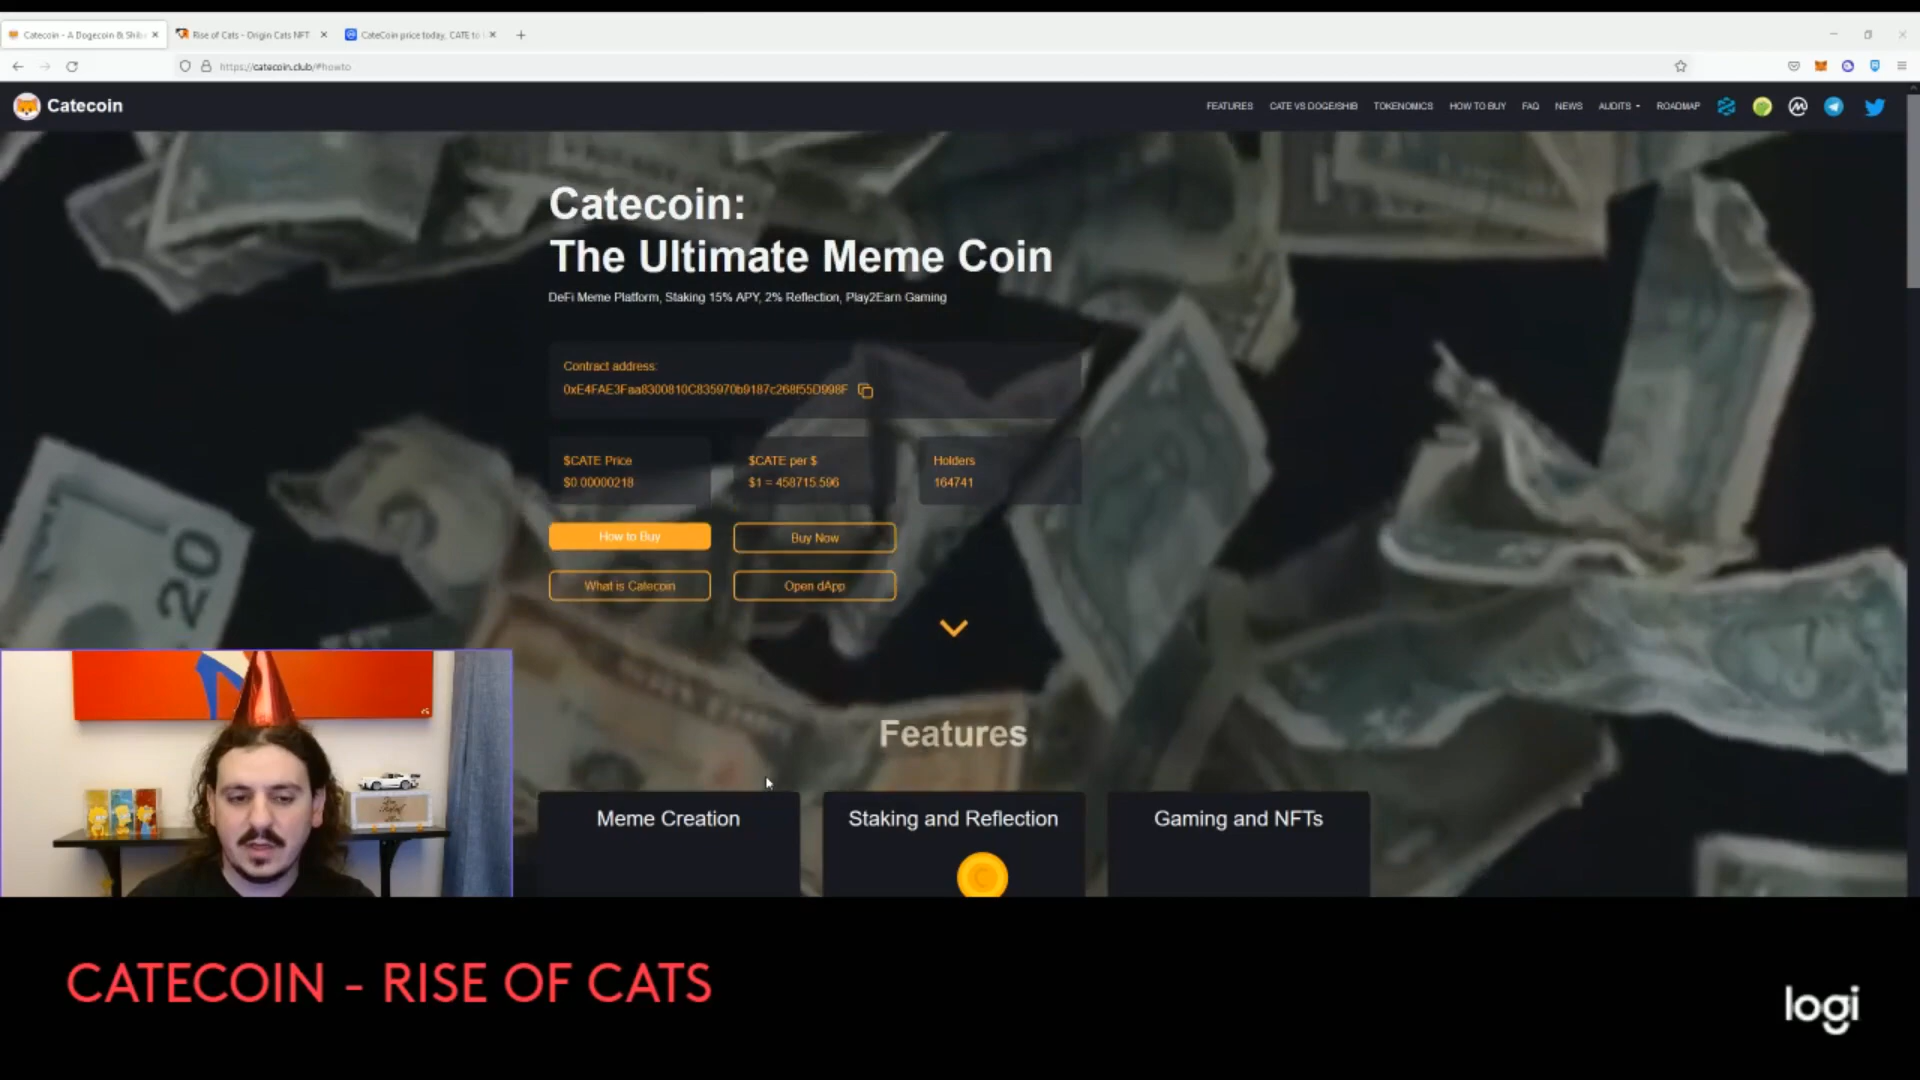 Catecoin - A Dogecoin & Shib
Rise of Cats - Origin Cats NFT
CateCoin price today, CATE to
https://catecoin.club/#howto
Catecoin
FEATURES
CATE VS DOGE/SHIB
TOKENOMICS
HOW TO BUY
FAQ
NEWS
AUDITS
ROADMAP
Catecoin:
The Ultimate Meme Coin
DeFi Meme Platform, Staking 15% APY, 2% Reflection, Play2Earn Gaming
Contract address:
0xE4FAE3Faa8300810C835970b9187c268f55D998F
$CATE Price
$CATE per $
Holders
$0.00000218
$1 = 458715.596
164741
How to Buy
Buy Now
What is Catecoin
Open dApp
20
Features
Meme Creation
Staking and Reflection
Gaming and NFTs
CATECOIN - RISE OF CATS
logi